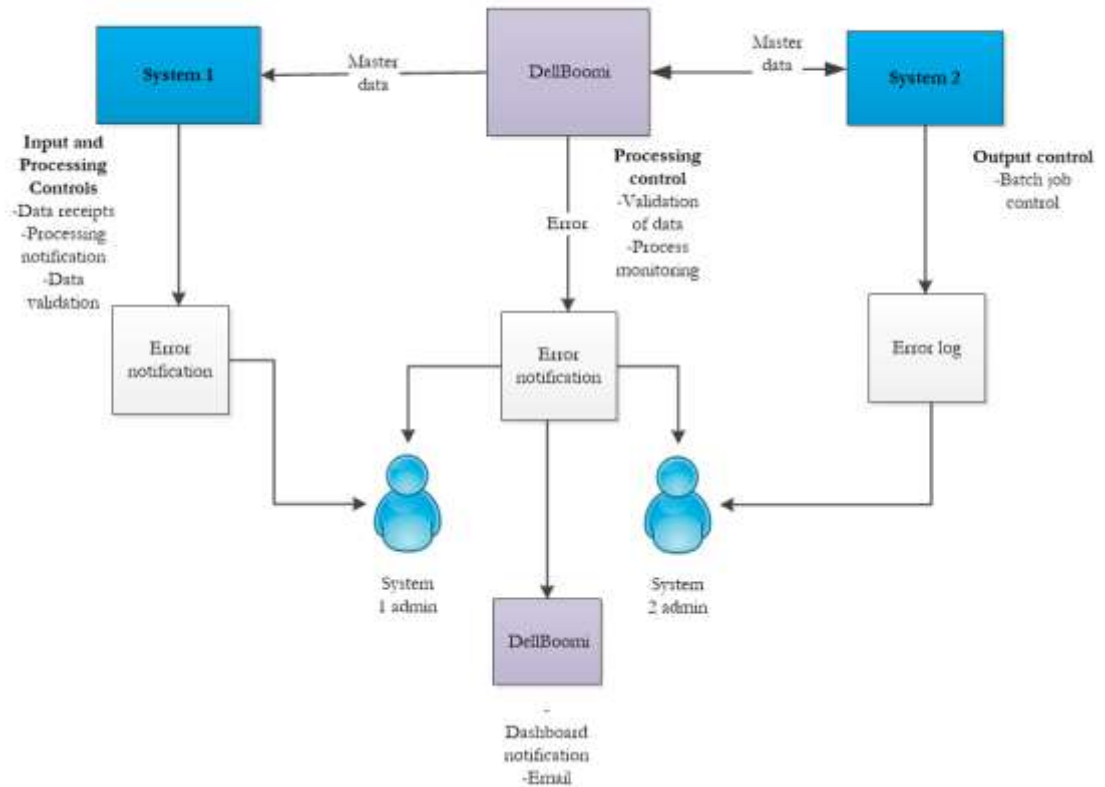 System 1
Master
data
DellBoomi
Master
data
System 2
Input and
Processing
Controls
-Data receipts
-Processing
notification
-Data
validation
Error
Processing
control
-Validation
of data
-Process
monitoring
Output control
-Batch job
control
Error
notification
Error
notification
Error log
System
1 admin
System
2 admin
DellBoomi
-
Dashboard
notification
-Email